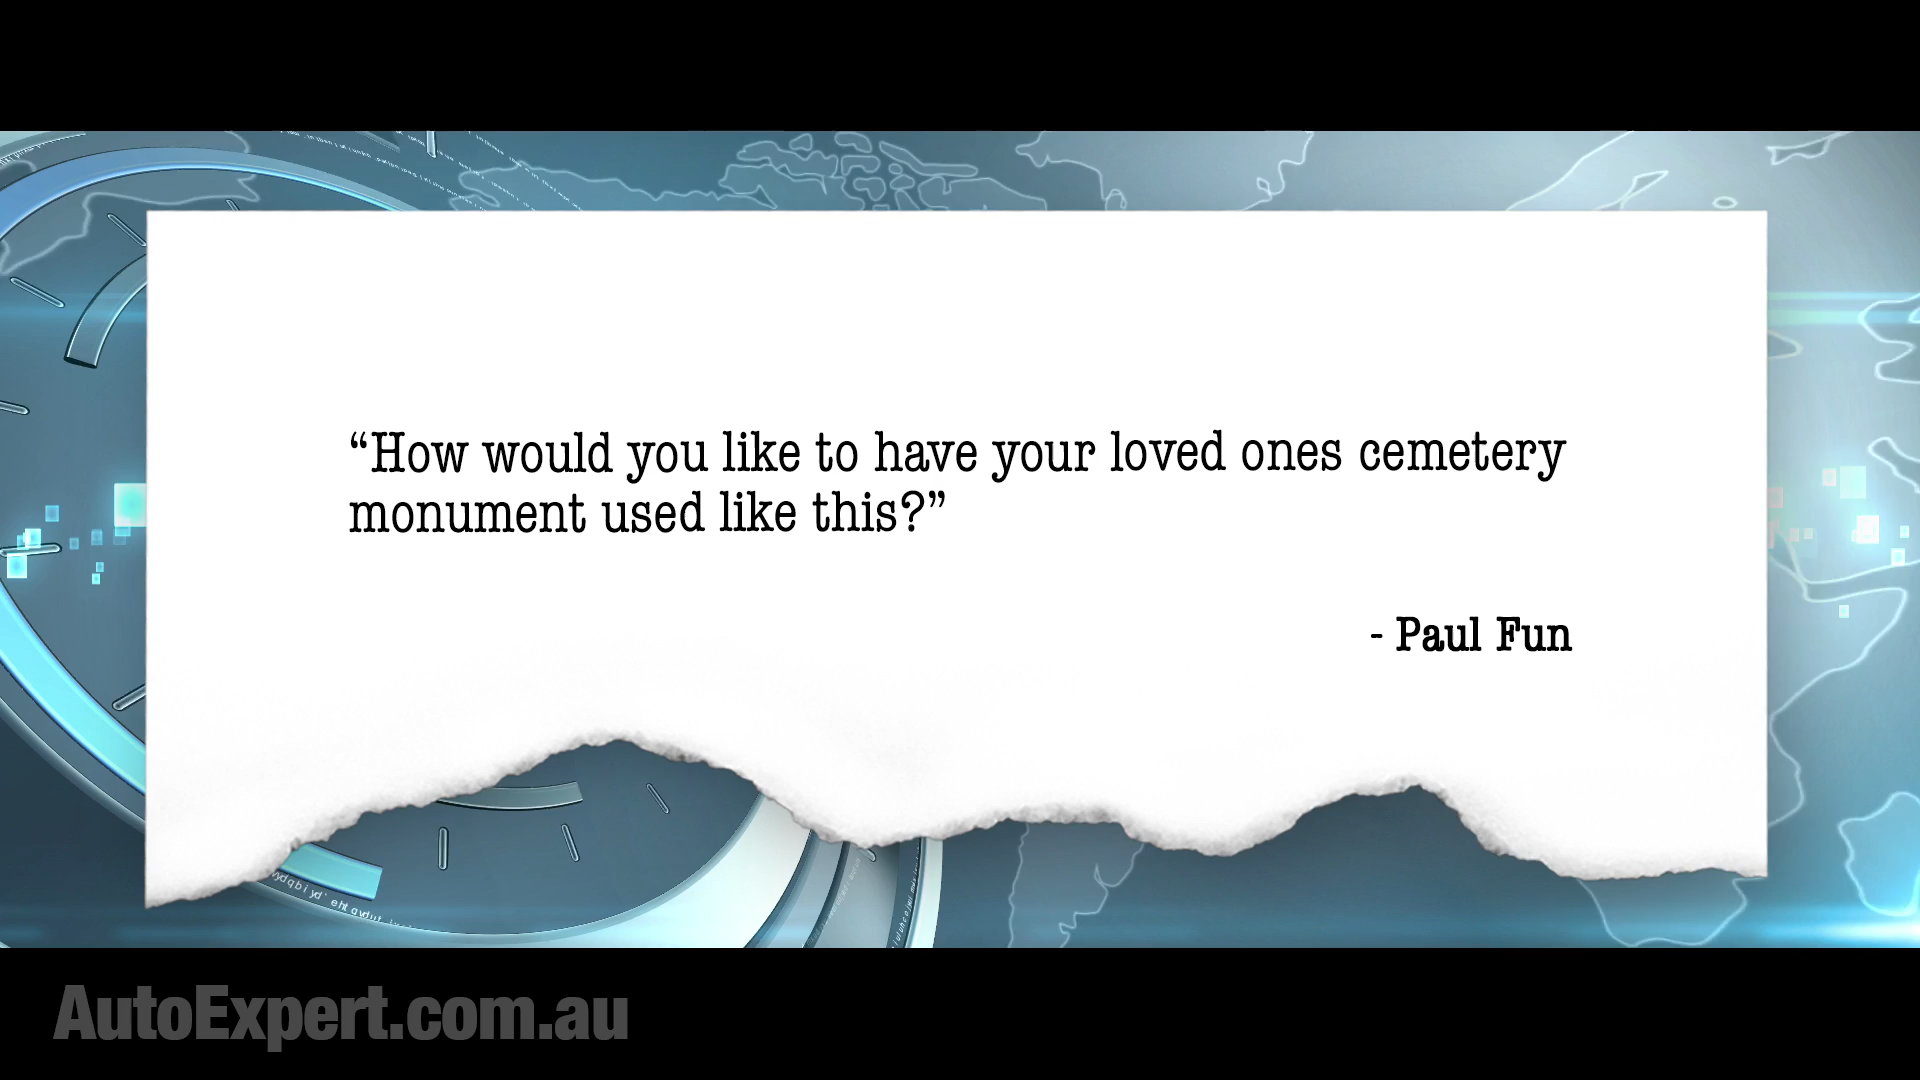 “How would you like to have your loved ones cemetery
monument used like this?”
- Paul Fun
AutoExpert.com.au